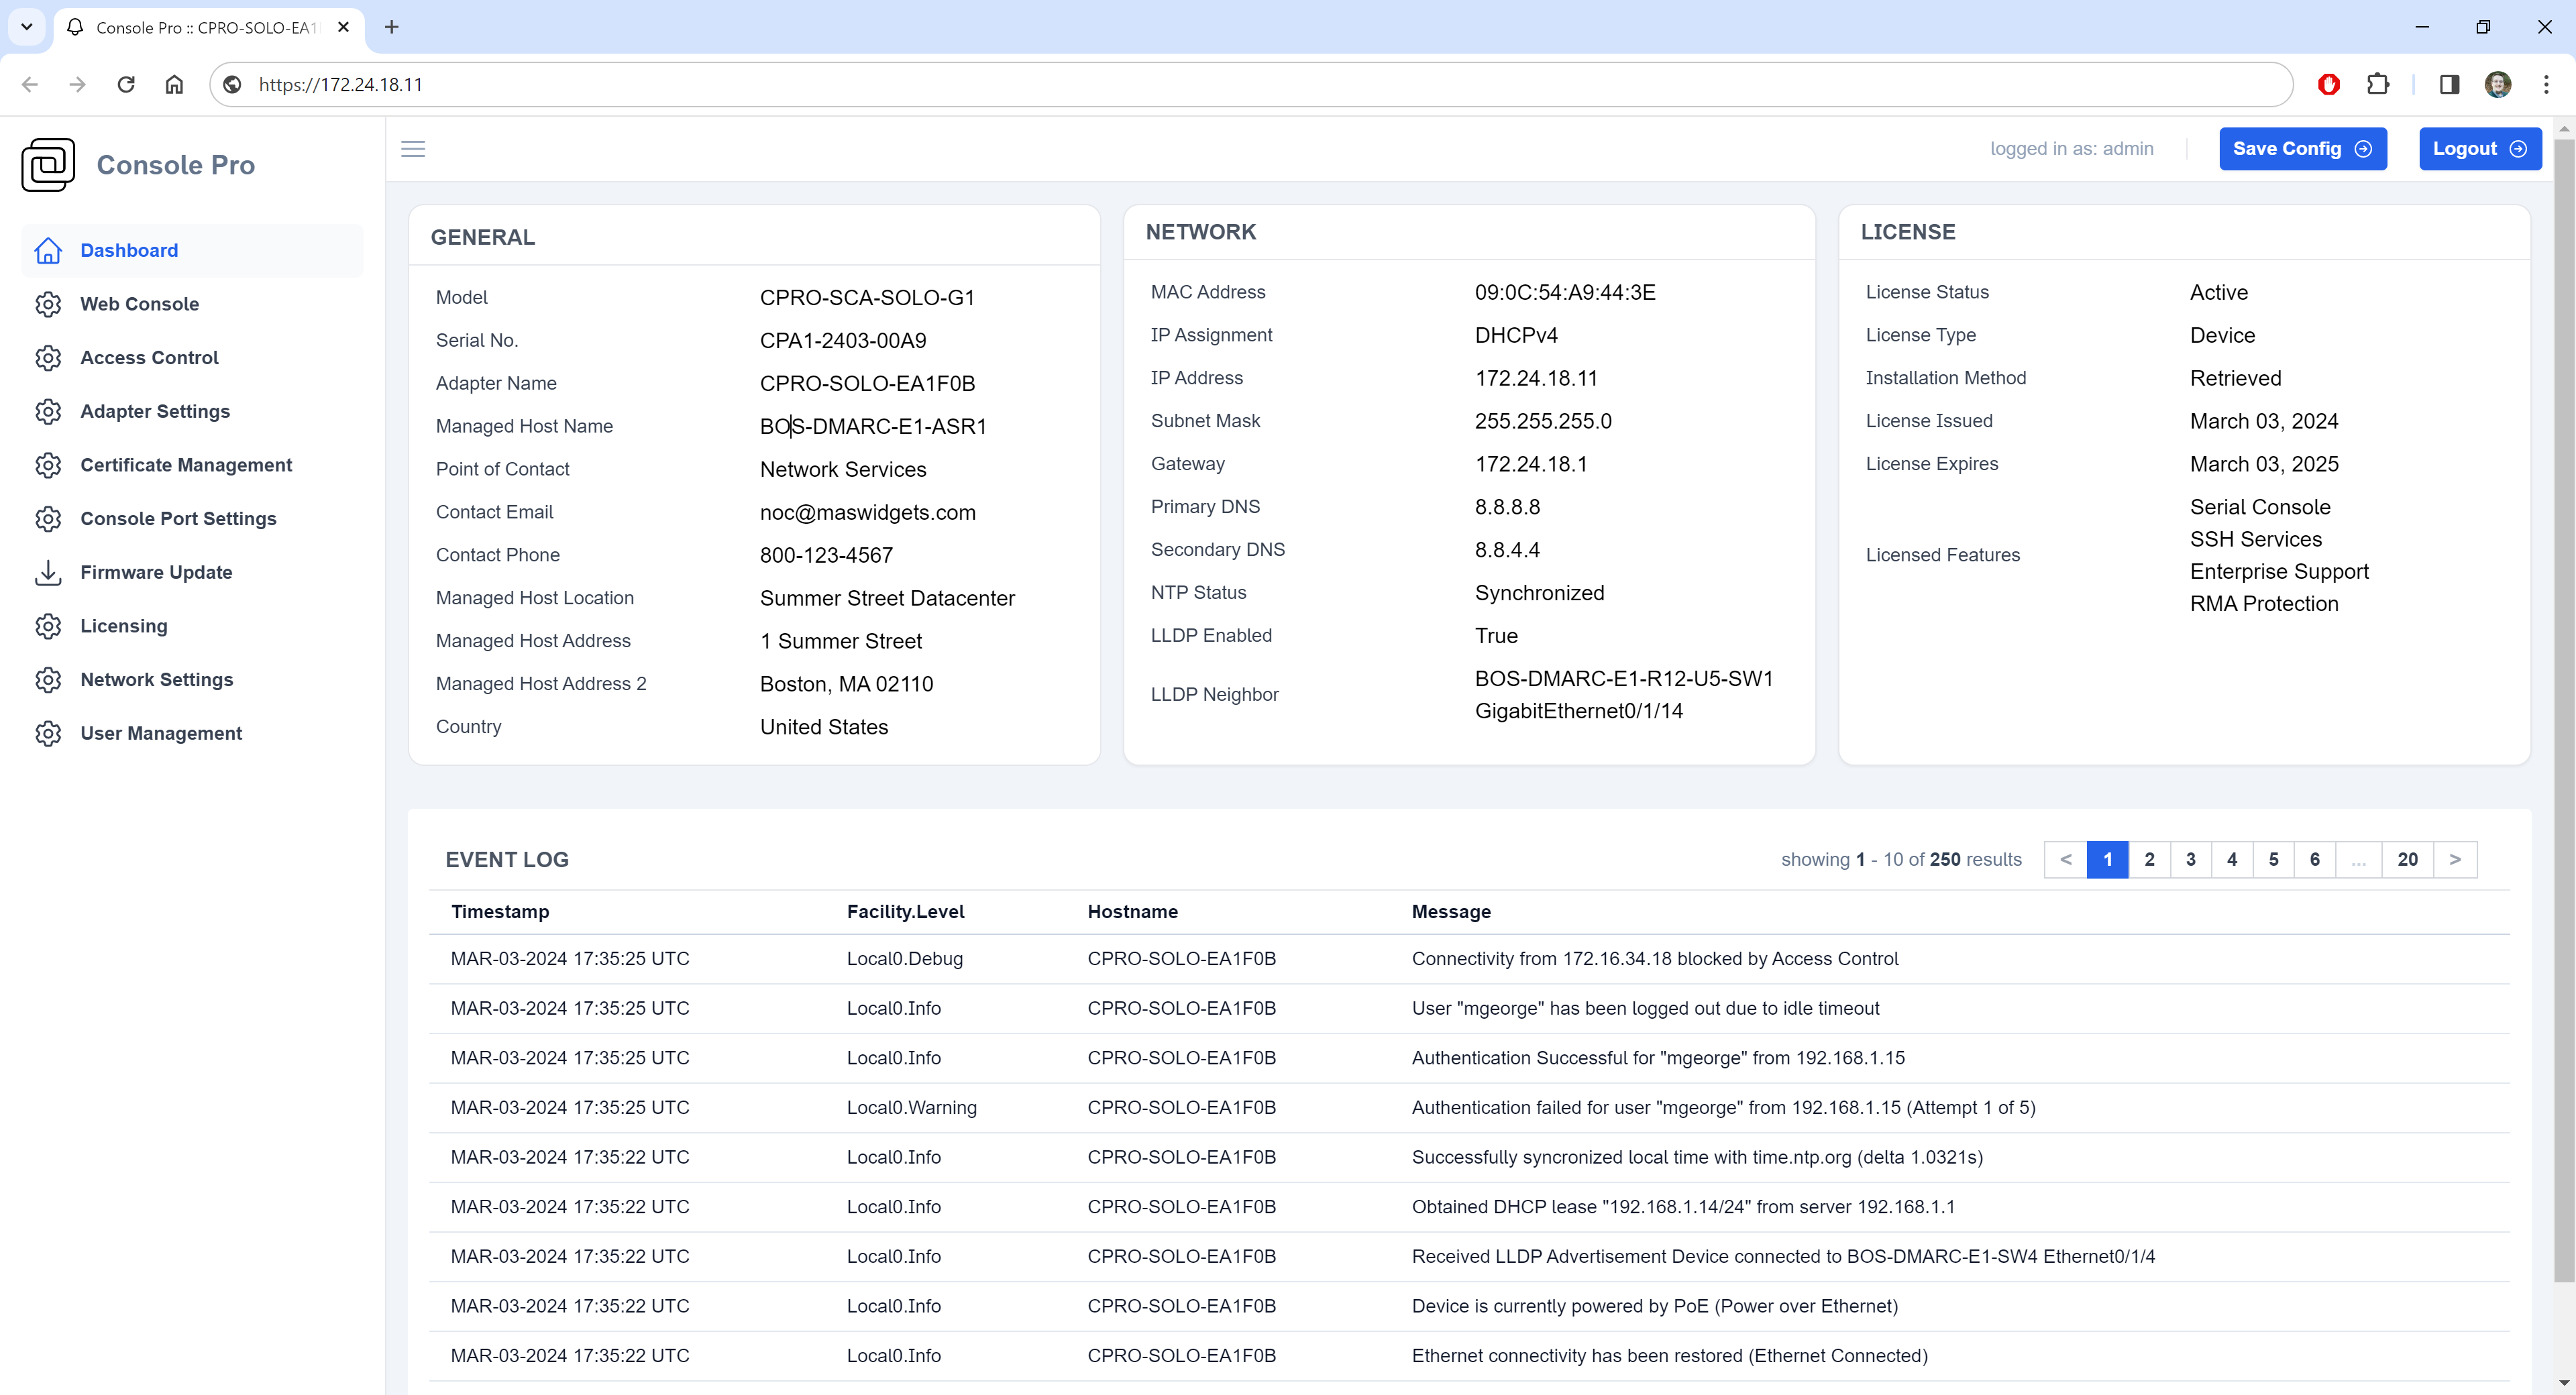 Console Pro :: CPRO-SOLO-EA1
https://172.24.18.11
Console Pro
logged in as: admin
Save Config
Logout
Dashboard
Web Console
Access Control
Adapter Settings
Certificate Management
Console Port Settings
Firmware Update
Licensing
Network Settings
User Management
GENERAL
Model CPRO-SCA-SOLO-G1
Serial No. CPA1-2403-00A9
Adapter Name CPRO-SOLO-EA1F0B
Managed Host Name BOS-DMARC-E1-ASR1
Point of Contact Network Services
Contact Email noc@maswidgets.com
Contact Phone 800-123-4567
Managed Host Location Summer Street Datacenter
Managed Host Address 1 Summer Street
Managed Host Address 2 Boston, MA 02110
Country United States
NETWORK
MAC Address 09:0C:54:A9:44:3E
IP Assignment DHCPv4
IP Address 172.24.18.11
Subnet Mask 255.255.255.0
Gateway 172.24.18.1
Primary DNS 8.8.8.8
Secondary DNS 8.8.4.4
NTP Status Synchronized
LLDP Enabled True
LLDP Neighbor BOS-DMARC-E1-R12-U5-SW1
GigabitEthernet0/1/14
LICENSE
License Status Active
License Type Device
Installation Method Retrieved
License Issued March 03, 2024
License Expires March 03, 2025
Licensed Features Serial Console
SSH Services
Enterprise Support
RMA Protection
EVENT LOG
showing 1 - 10 of 250 results
< 1 2 3 4 5 6 ... 20 >
Timestamp Facility.Level Hostname Message
MAR-03-2024 17:35:25 UTC Local0.Debug CPRO-SOLO-EA1F0B Connectivity from 172.16.34.18 blocked by Access Control
MAR-03-2024 17:35:25 UTC Local0.Info CPRO-SOLO-EA1F0B User "mgeorge" has been logged out due to idle timeout
MAR-03-2024 17:35:25 UTC Local0.Info CPRO-SOLO-EA1F0B Authentication Successful for "mgeorge" from 192.168.1.15
MAR-03-2024 17:35:25 UTC Local0.Warning CPRO-SOLO-EA1F0B Authentication failed for user "mgeorge" from 192.168.1.15 (Attempt 1 of 5)
MAR-03-2024 17:35:22 UTC Local0.Info CPRO-SOLO-EA1F0B Successfully syncronized local time with time.ntp.org (delta 1.0321s)
MAR-03-2024 17:35:22 UTC Local0.Info CPRO-SOLO-EA1F0B Obtained DHCP lease "192.168.1.14/24" from server 192.168.1.1
MAR-03-2024 17:35:22 UTC Local0.Info CPRO-SOLO-EA1F0B Received LLDP Advertisement Device connected to BOS-DMARC-E1-SW4 Ethernet0/1/4
MAR-03-2024 17:35:22 UTC Local0.Info CPRO-SOLO-EA1F0B Device is currently powered by PoE (Power over Ethernet)
MAR-03-2024 17:35:22 UTC Local0.Info CPRO-SOLO-EA1F0B Ethernet connectivity has been restored (Ethernet Connected)